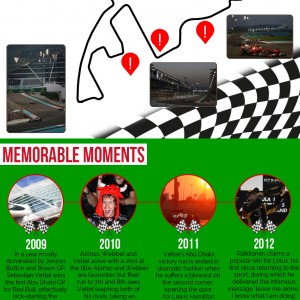 MEMORABLE MOMENTS
2009
In a year mostly
dominated by Jenson
Button and Brawn GP,
Sebastian Vettel wins
the first Abu Dhabi GP
for Red Bull, effectively
kick-starting the
2010
Alonso, Webber and
Vettel arrive with a shot at
the title. Alonso and Webber
are favourites but their
run to 7th and 8th sees
Vettel leapfrog both of
his rivals, taking an
2011
Vettel's Abu Dhabi
victory run is ended in
dramatic fashion when
he suffers a blowout on
the second corner,
opening the door
for Lewis Hamilton.
2012
Raikkonen claims a
popular win for Lotus, his
first since returning to the
sport, during which he
delivered the infamous
message 'leave me alone,
I know what I am doing'